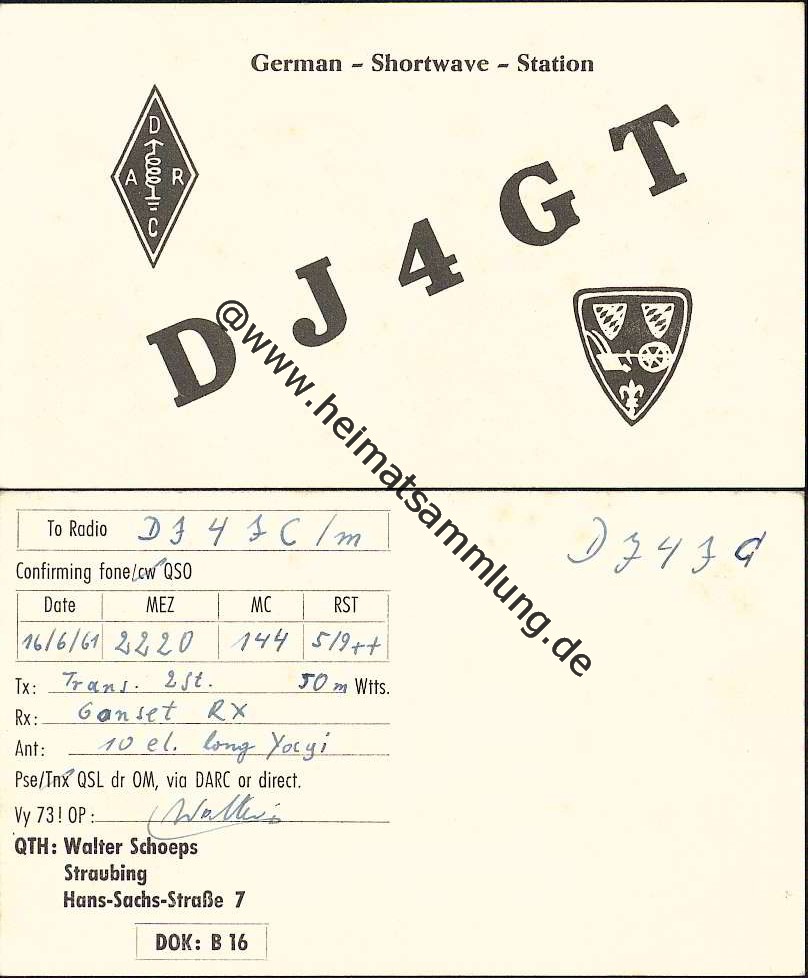 German - Shortwave - Station
D
A R
C
DJ4GT
@www.heimatsammlung.de
To Radio DJ4JC/m
DJ4JC
Confirming fone/cw QSO
Date MEZ MC RST
16/6/61 2220 144 5/9++
Tx: Trans. 2St. 50 m Wtts.
Rx: Gonset RX
Ant: 10 el. long Yagi
Pse/Tnx QSL dr OM, via DARC or direct.
Vy 73! OP: Walter
QTH: Walter Schoeps
Straubing
Hans-Sachs-Straße 7
DOK: B 16